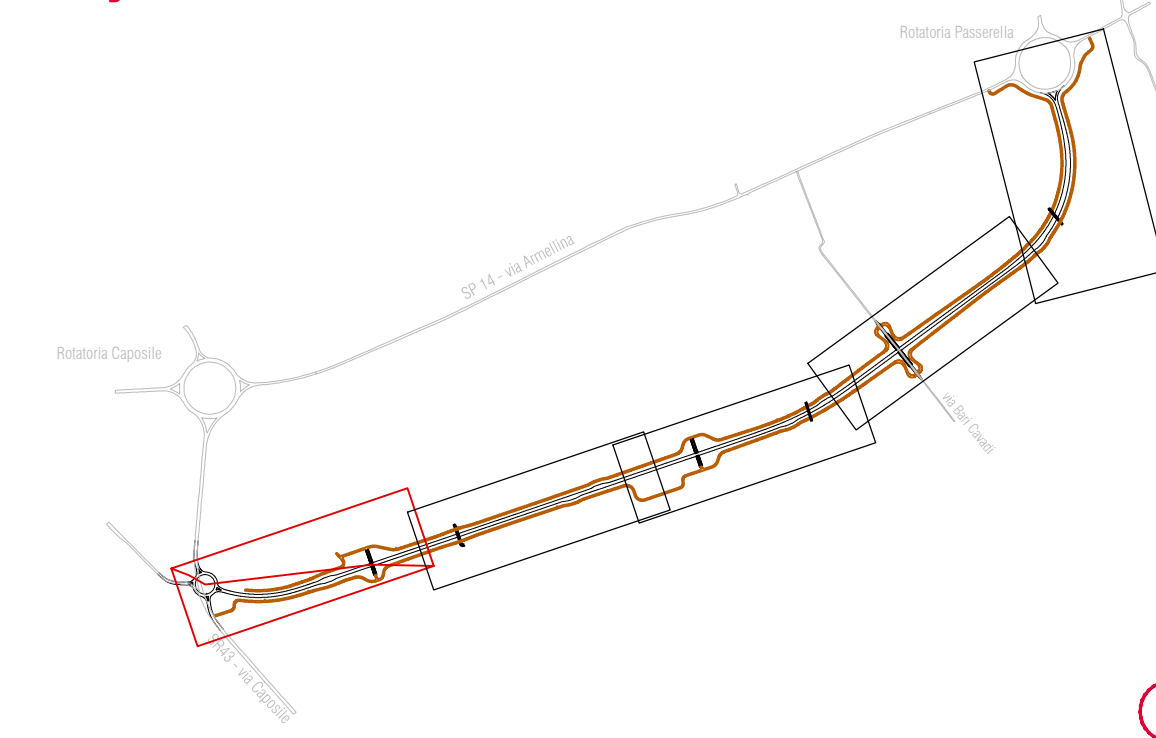 Rotatoria Passerella
SP 14 - via Armellina
Rotatoria Caposile
via Bari Cavadi
SR43 - via Caposile